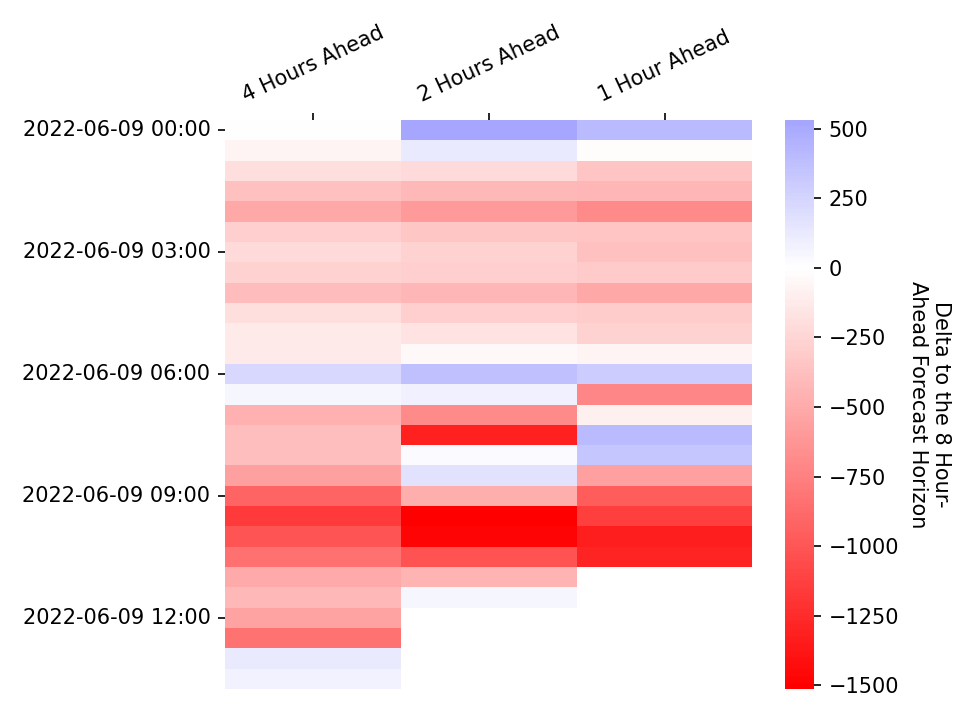 4 Hours Ahead
2 Hours Ahead
1 Hour Ahead
2022-06-09 00:00
2022-06-09 03:00
2022-06-09 06:00
2022-06-09 09:00
2022-06-09 12:00
500
250
0
−250
−500
−750
−1000
−1250
−1500
Delta to the 8 Hour-
Ahead Forecast Horizon